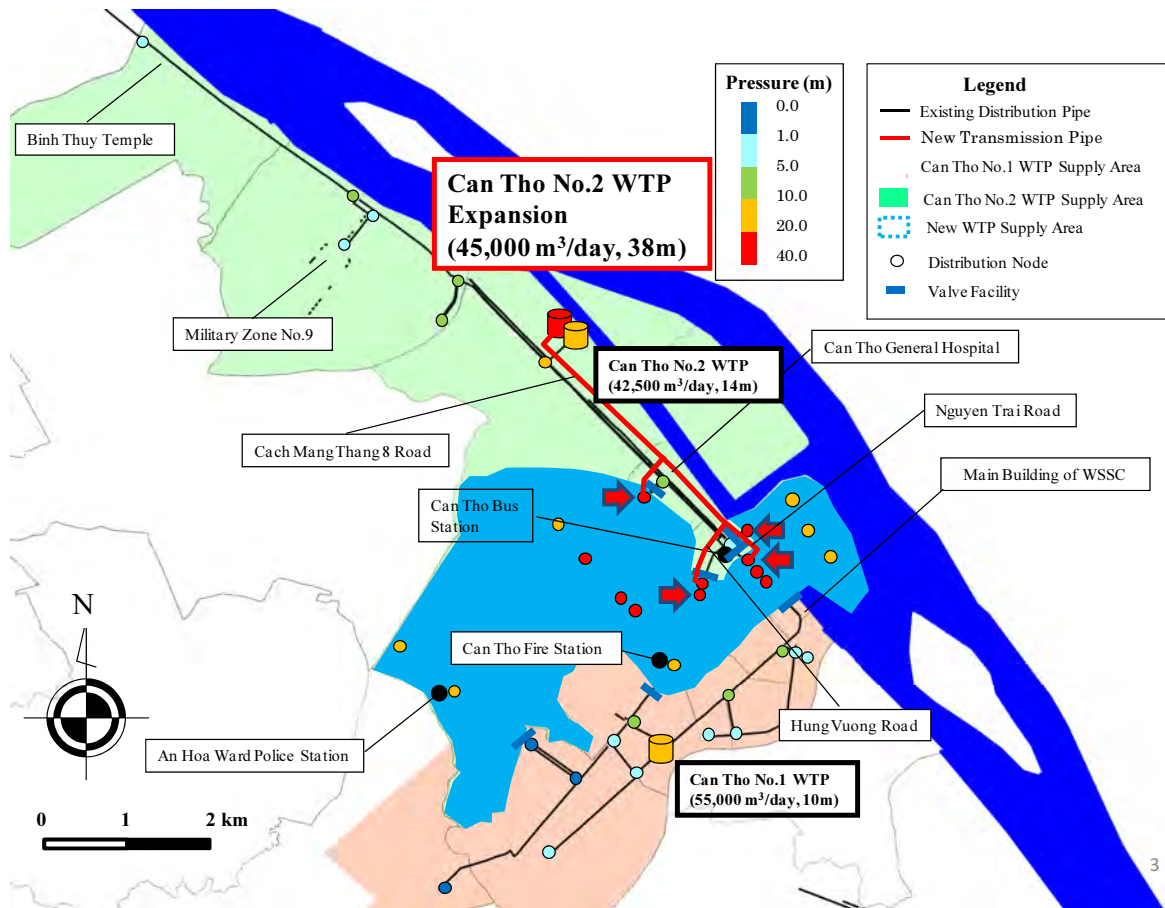 Pressure (m)
0.0
1.0
5.0
10.0
20.0
40.0
Legend
Existing Distribution Pipe
New Transmission Pipe
Can Tho No.1 WTP Supply Area
Can Tho No.2 WTP Supply Area
New WTP Supply Area
Distribution Node
Valve Facility
Binh Thuy Temple
Can Tho No.2 WTP
Expansion
(45,000 m³/day, 38m)
Military Zone No.9
Can Tho General Hospital
Can Tho No.2 WTP
(42,500 m³/day, 14m)
Nguyen Trai Road
Cach Mang Thang 8 Road
Main Building of WSSC
Can Tho Bus
Station
N
Can Tho Fire Station
Hung Vuong Road
An Hoa Ward Police Station
Can Tho No.1 WTP
(55,000 m³/day, 10m)
0 1 2 km
3